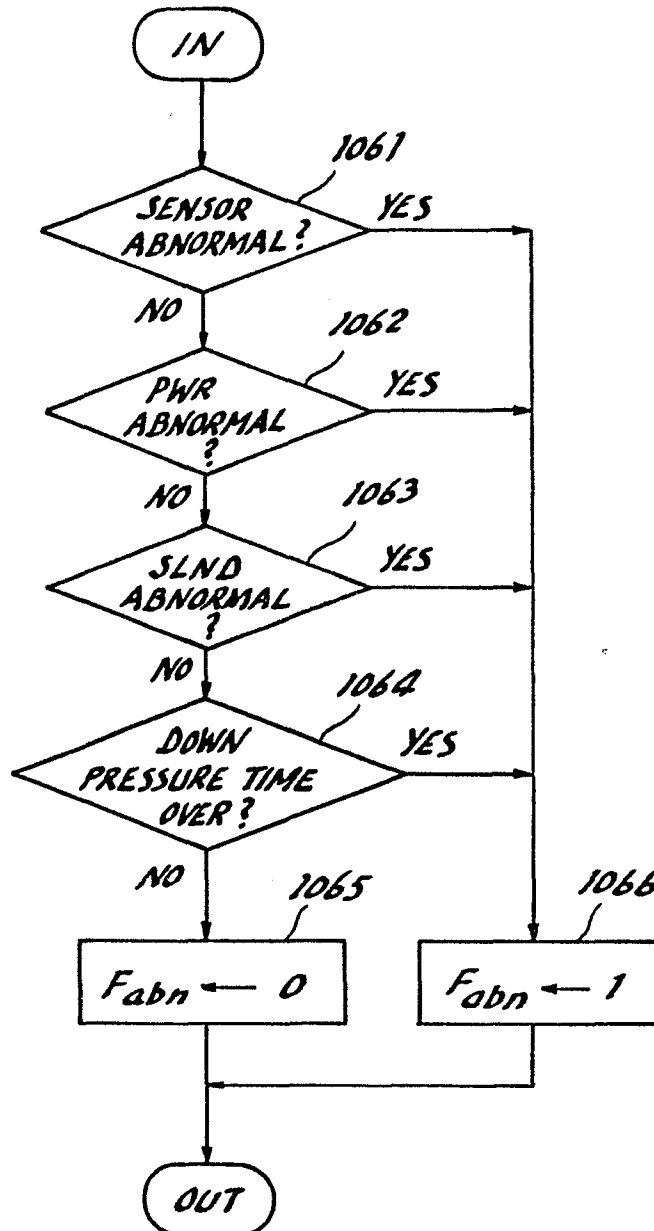 IN
1061
SENSOR
ABNORMAL?
YES
NO
1062
PWR
ABNORMAL
?
YES
NO
1063
SLND
ABNORMAL
?
YES
NO
1064
DOWN
PRESSURE TIME
OVER?
YES
NO
1065
Fabn ← 0
1066
Fabn ← 1
OUT